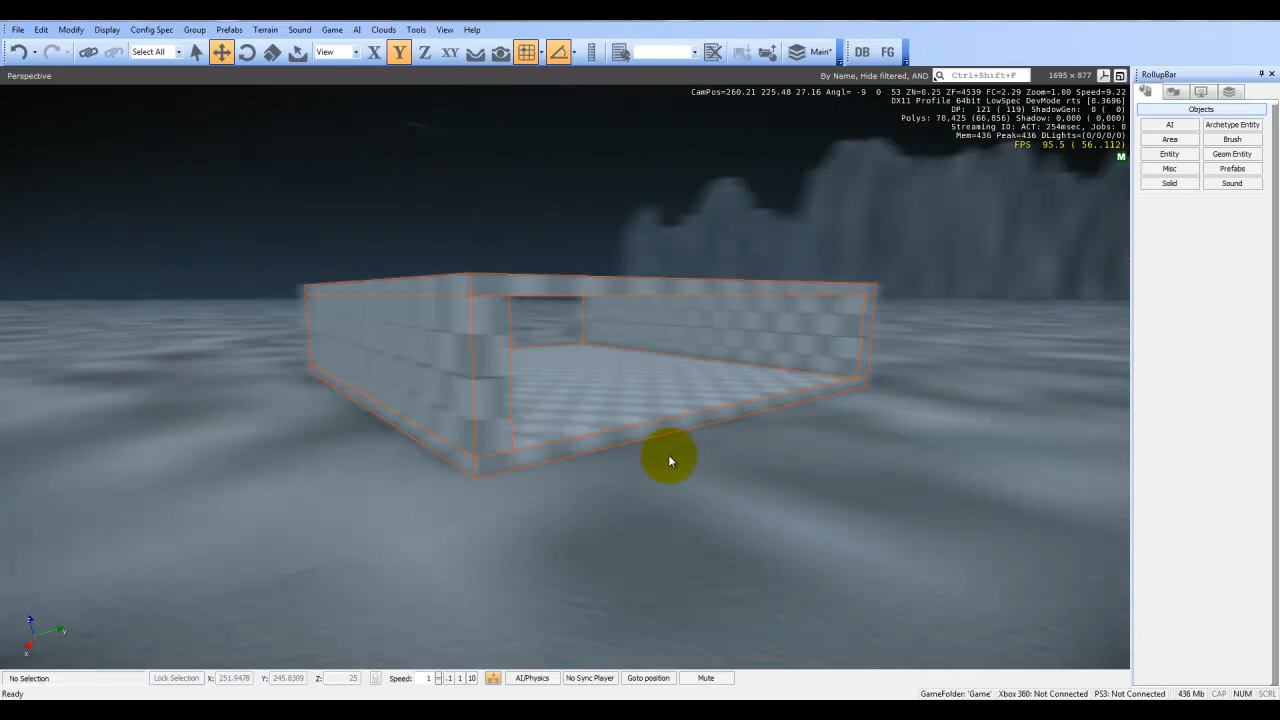 File Edit Modify Display Config Spec Group Prefabs Terrain Sound Game AI Clouds Tools View Help
Select All View X Y Z XY Main* DB FG
Perspective By Name, Hide filtered, AND Ctrl+Shift+F 1695 x 877 RollupBar
CamPos=260.21 225.48 27.16 Angl= -9 0 53 ZN=0.25 ZF=4539 FC=2.29 Zoom=1.00 Speed=9.22
DX11 Profile 64bit LowSpec DevMode rts [0.3696]
DP: 121 ( 119) ShadowGen: 0 ( 0)
Polys: 78,425 (66,856) Shadow: 0,000 ( 0,000)
Streaming IO: ACT: 254msec, Jobs: 0
Mem=436 Peak=436 DLights=(0/0/0/0)
FPS 95.5 ( 56..112)
M
Objects
AI Archetype Entity
Area Brush
Entity Geom Entity
Misc Prefabs
Solid Sound
z
y
x
No Selection Lock Selection X: 251.9478 Y: 245.8309 Z: 25 Speed: 1 .1 1 10 AI/Physics No Sync Player Goto position Mute
Ready GameFolder: 'Game' Xbox 360: Not Connected PS3: Not Connected 436 Mb CAP NUM SCRL